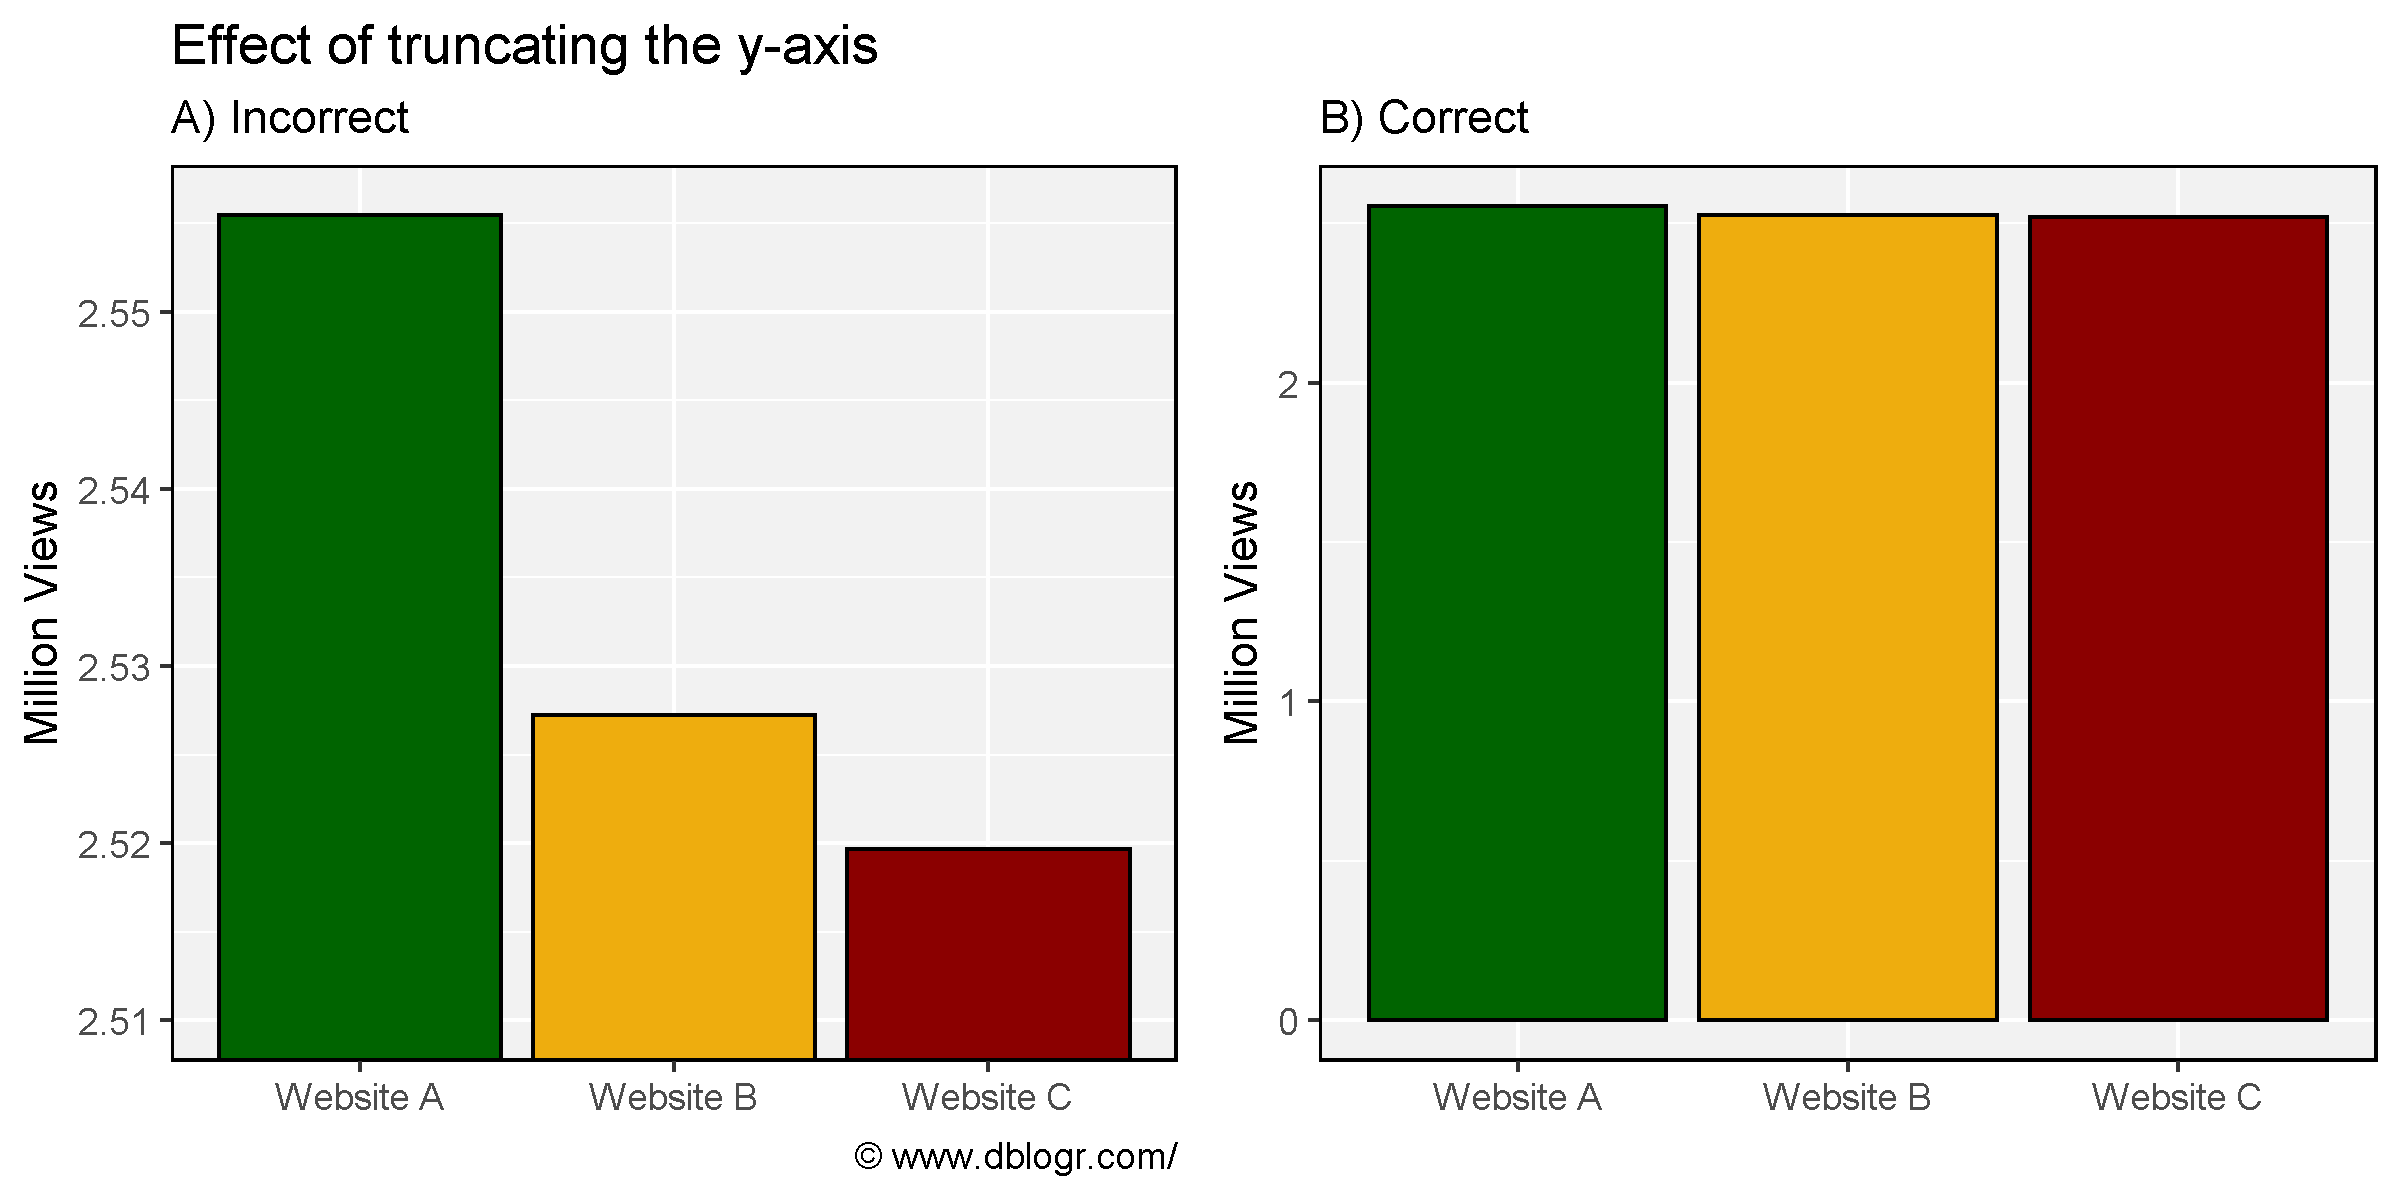 Effect of truncating the y-axis
A) Incorrect
Million Views
2.55
2.54
2.53
2.52
2.51
Website A
Website B
Website C
B) Correct
Million Views
2
1
0
Website A
Website B
Website C
© www.dblogr.com/